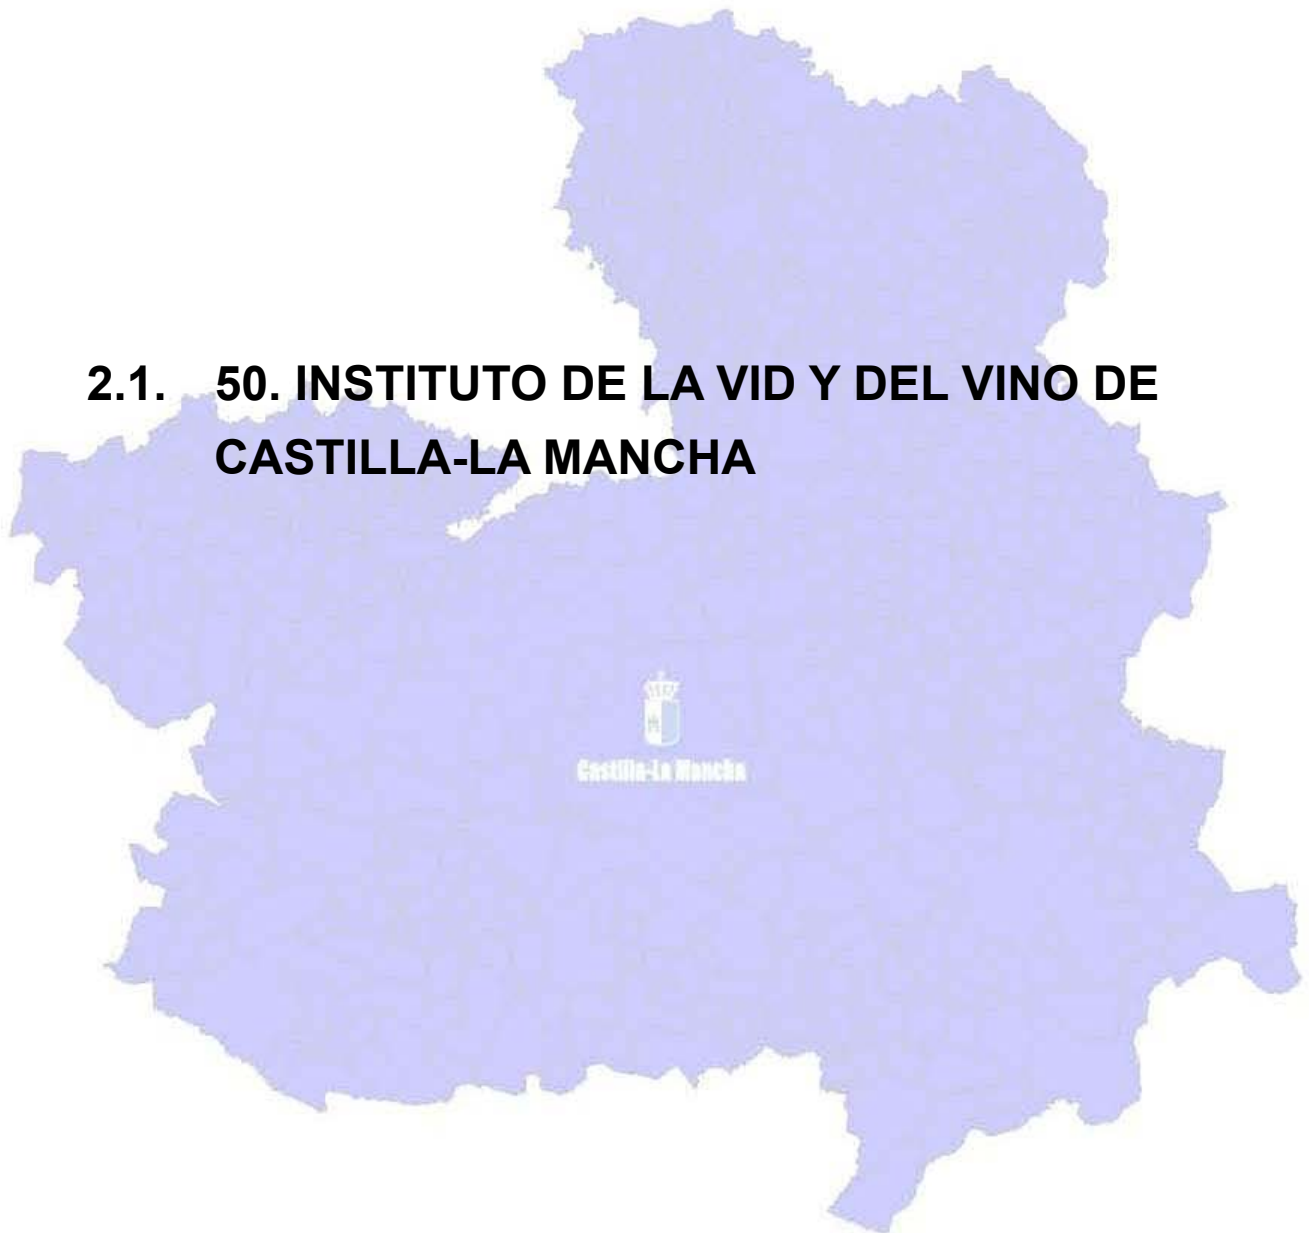 2.1. 50. INSTITUTO DE LA VID Y DEL VINO DE
CASTILLA-LA MANCHA
Castilla-La Mancha